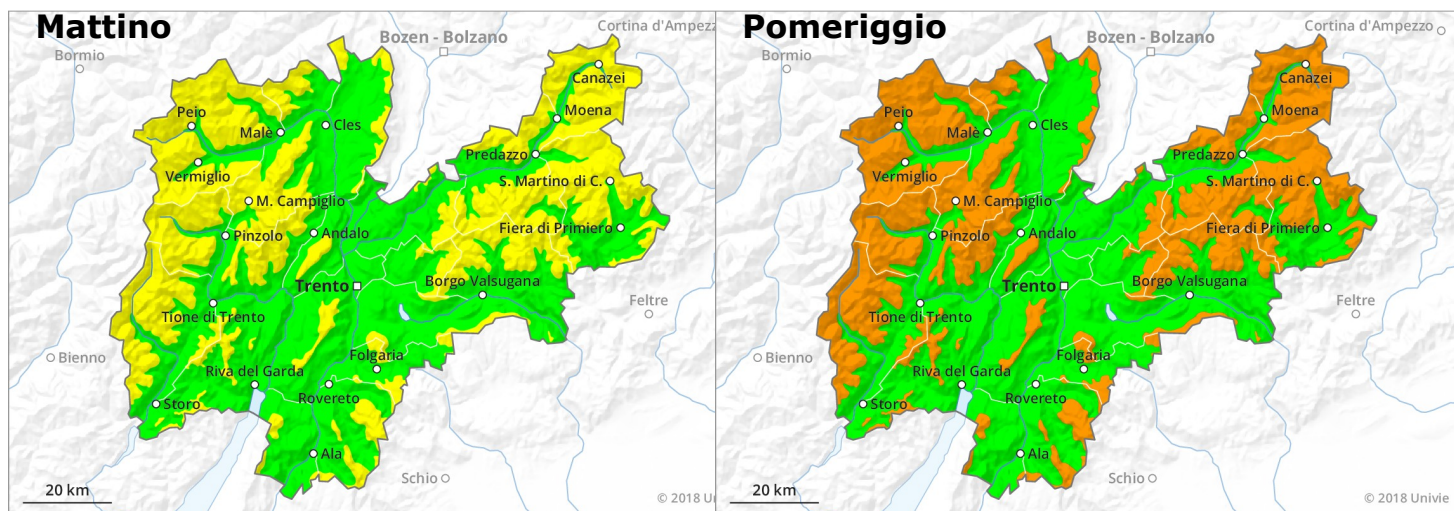 Mattino
Cortina d'Ampezz
Bozen - Bolzano
Bormio
Canazei
Peio
Moena
Malè
Cles
Predazzo
Vermiglio
S. Martino di C.
M. Campiglio
Pinzolo
Andalo
Fiera di Primiero
Trento
Borgo Valsugana
Feltre
Tione di Trento
Bienno
Folgaria
Riva del Garda
Rovereto
Storo
Ala
Schio
20 km
© 2018 Un
Pomeriggio
Cortina d'Ampezzo
Bozen - Bolzano
Bormio
Canazei
Peio
Moena
Malè
Cles
Predazzo
Vermiglio
S. Martino di C.
M. Campiglio
Pinzolo
Andalo
Fiera di Primiero
Trento
Borgo Valsugana
Feltre
Tione di Trento
Bienno
Folgaria
Riva del Garda
Rovereto
Storo
Ala
Schio
20 km
© 2018 Univie